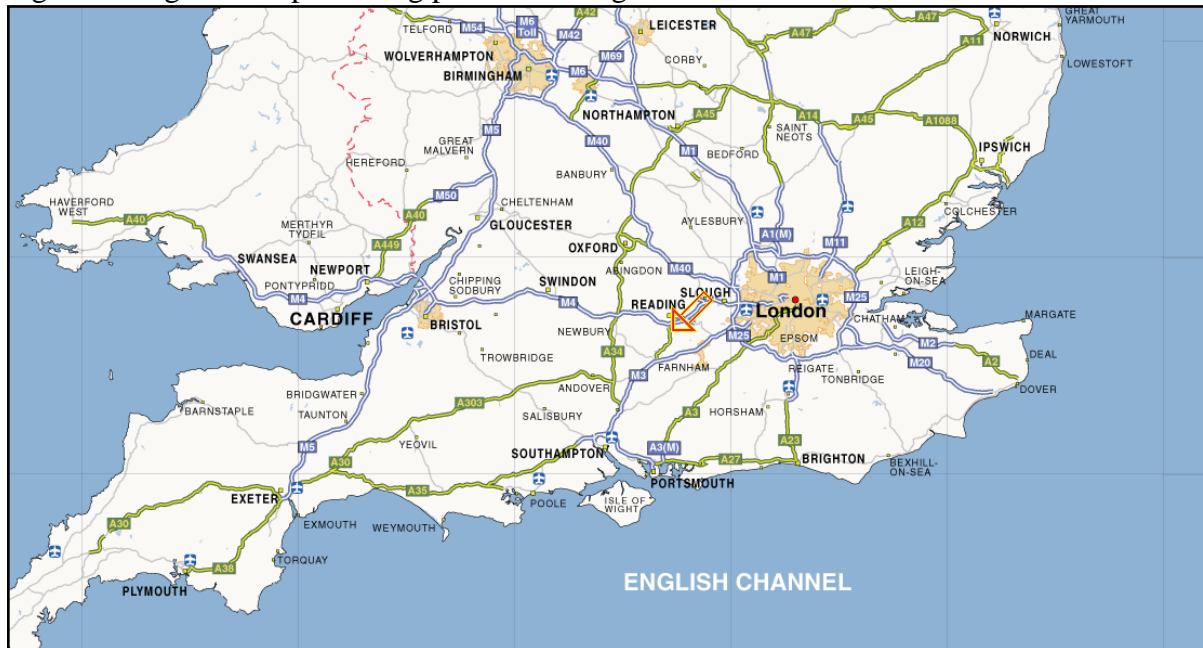 M6
Toll
A42
LEICESTER
A47
GREAT
YARMOUTH
TELFORD
M54
M42
A47
NORWICH
A11
WOLVERHAMPTON
M69
LOWESTOFT
CORBY
BIRMINGHAM
M6
NORTHAMPTON
A45
A14
A45
A1088
SAINT
NEOTS
M5
GREAT
MALVERN
M40
M1
BEDFORD
IPSWICH
HEREFORD
BANBURY
M50
HAVERFORD
WEST
A40
A40
CHELTENHAM
COLCHESTER
MERTHYR
TYDFIL
GLOUCESTER
AYLESBURY
A12
A449
OXFORD
A1(M)
M11
SWANSEA
NEWPORT
ABINGDON
M40
M1
LEIGH-
ON-SEA
PONTYPRIDD
CHIPPING
SODBURY
SWINDON
SLOUGH
M4
M4
READING
M25
CARDIFF
BRISTOL
NEWBURY
London
CHATHAM
MARGATE
M25
EPSOM
M2
TROWBRIDGE
A34
FARNHAM
REIGATE
M20
A2
DEAL
M3
TONBRIDGE
DOVER
BRIDGWATER
ANDOVER
BARNSTAPLE
TAUNTON
A303
SALISBURY
A3
HORSHAM
M5
YEOVIL
A23
A30
SOUTHAMPTON
A3(M)
A27
BRIGHTON
BEXHILL-
ON-SEA
EXETER
A35
PORTSMOUTH
POOLE
ISLE OF
WIGHT
A30
EXMOUTH
WEYMOUTH
TORQUAY
A38
PLYMOUTH
ENGLISH CHANNEL